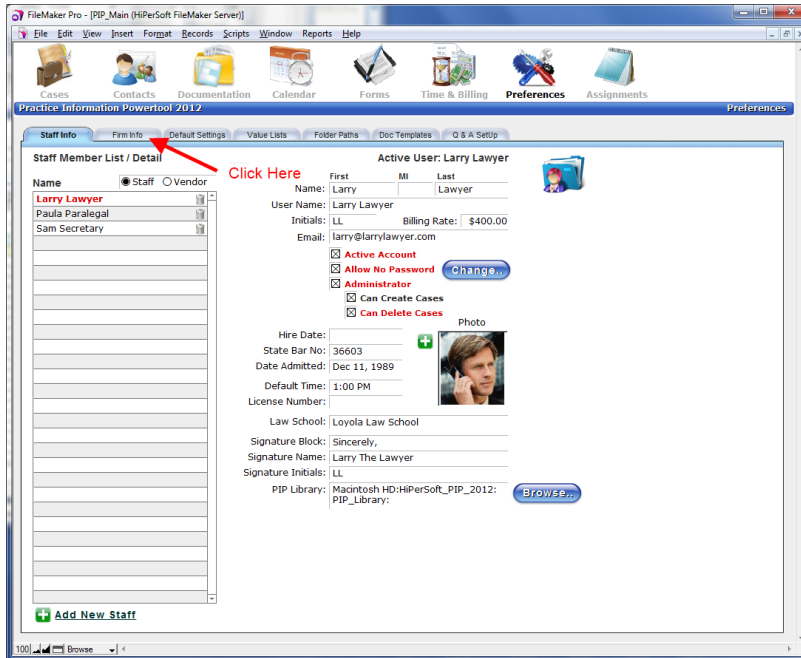 FileMaker Pro - [PIP_Main (HiPerSoft FileMaker Server)]
File Edit View Insert Format Records Scripts Window Reports Help
Cases Contacts Documentation Calendar Forms Time & Billing Preferences Assignments
Practice Information Powertool 2012 Preferences
Staff Info Firm Info Default Settings Value Lists Folder Paths Doc Templates Q & A SetUp
Staff Member List / Detail Active User: Larry Lawyer
Click Here
Name Staff Vendor
First MI Last
Name: Larry Lawyer
Larry Lawyer
Paula Paralegal
Sam Secretary
User Name: Larry Lawyer
Initials: LL Billing Rate: $400.00
Email: larry@larrylawyer.com
Active Account
Allow No Password Change..
Administrator
Can Create Cases
Can Delete Cases
Photo
Hire Date:
State Bar No: 36603
Date Admitted: Dec 11, 1989
Default Time: 1:00 PM
License Number:
Law School: Loyola Law School
Signature Block: Sincerely,
Signature Name: Larry The Lawyer
Signature Initials: LL
PIP Library: Macintosh HD:HiPerSoft_PIP_2012:
PIP_Library:
Browse..
Add New Staff
100 Browse